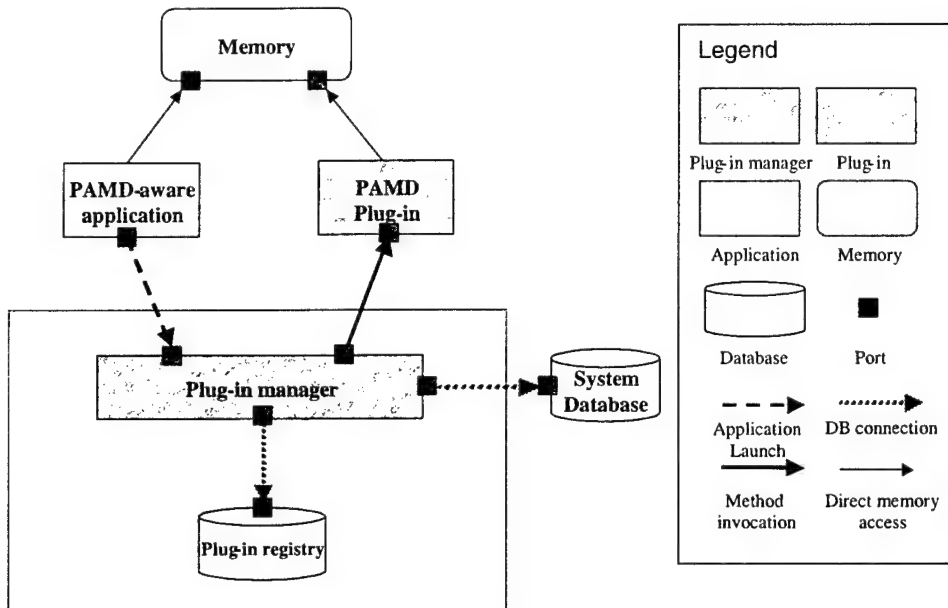 Memory
PAMD-aware
application
PAMD
Plug-in
Plug-in manager
System
Database
Plug-in registry
Legend
Plug-in manager
Plug-in
Application
Memory
Database
Port
Application
Launch
DB connection
Method
invocation
Direct memory
access